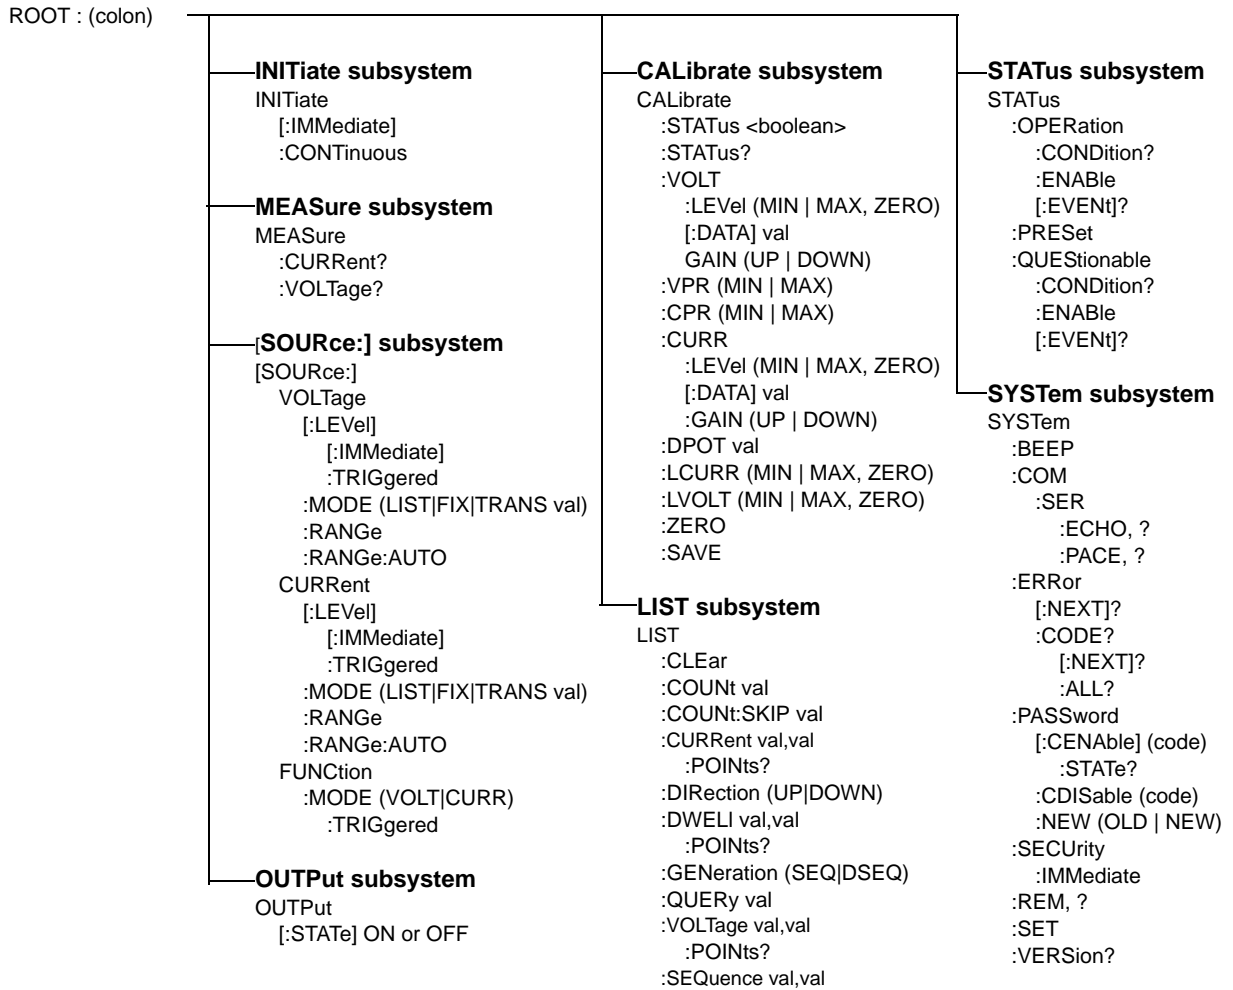 ROOT : (colon)
INITiate subsystem
INITiate
[:IMMediate]
:CONTinuous
MEASure subsystem
MEASure
:CURRent?
:VOLTage?
[SOURce:] subsystem
[SOURce:]
VOLTage
[:LEVel]
[:IMMediate]
:TRIGgered
:MODE (LIST|FIX|TRANS val)
:RANGe
:RANGe:AUTO
CURRent
[:LEVel]
[:IMMediate]
:TRIGgered
:MODE (LIST|FIX|TRANS val)
:RANGe
:RANGe:AUTO
FUNCtion
:MODE (VOLT|CURR)
:TRIGgered
OUTPut subsystem
OUTPut
[:STATe] ON or OFF
CALibrate subsystem
CALibrate
:STATus <boolean>
:STATus?
:VOLT
:LEVel (MIN | MAX, ZERO)
[:DATA] val
GAIN (UP | DOWN)
:VPR (MIN | MAX)
:CPR (MIN | MAX)
:CURR
:LEVel (MIN | MAX, ZERO)
[:DATA] val
:GAIN (UP | DOWN)
:DPOT val
:LCURR (MIN | MAX, ZERO)
:LVOLT (MIN | MAX, ZERO)
:ZERO
:SAVE
LIST subsystem
LIST
:CLEar
:COUNt val
:COUNt:SKIP val
:CURRent val,val
:POINts?
:DIRection (UP|DOWN)
:DWELl val,val
:POINts?
:GENeration (SEQ|DSEQ)
:QUERy val
:VOLTage val,val
:POINts?
:SEQuence val,val
STATus subsystem
STATus
:OPERation
:CONDition?
:ENABle
[:EVENt]?
:PRESet
:QUEStionable
:CONDition?
:ENABle
[:EVENt]?
SYSTem subsystem
SYSTem
:BEEP
:COM
:SER
:ECHO, ?
:PACE, ?
:ERRor
[:NEXT]?
:CODE?
[:NEXT]?
:ALL?
:PASSword
[:CENAble] (code)
:STATe?
:CDISable (code)
:NEW (OLD | NEW)
:SECUrity
:IMMediate
:REM, ?
:SET
:VERSion?